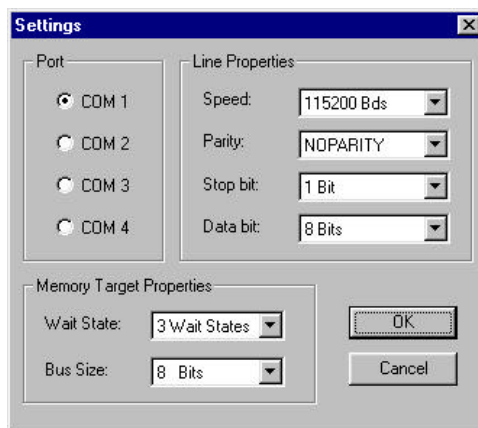 Settings
Port
COM 1
COM 2
COM 3
COM 4
Line Properties
Speed: 115200 Bds
Parity: NOPARITY
Stop bit: 1 Bit
Data bit: 8 Bits
Memory Target Properties
Wait State: 3 Wait States
Bus Size: 8 Bits
OK
Cancel